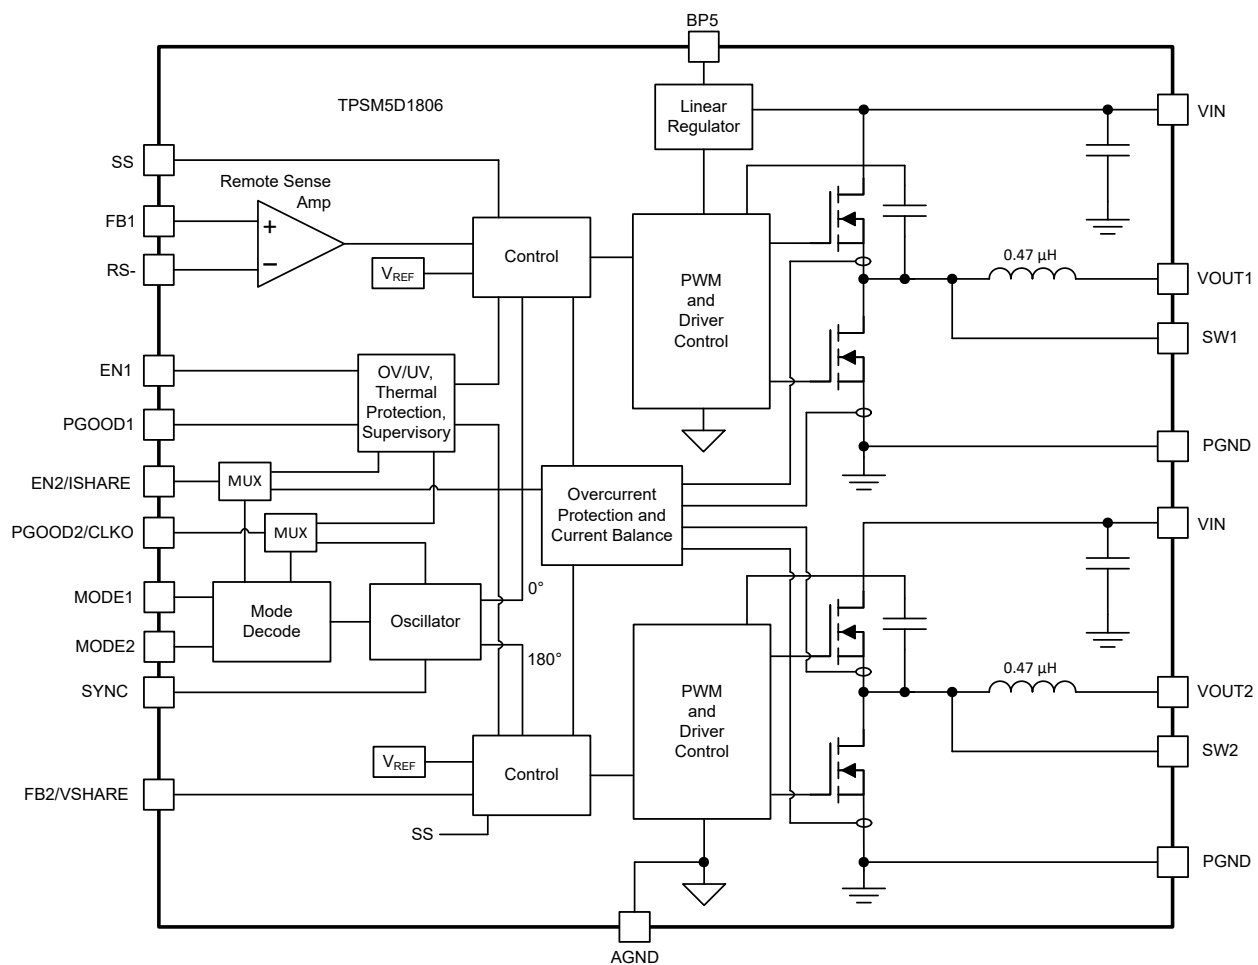 BP5
TPSM5D1806
Linear
Regulator
VIN
SS
Remote Sense
Amp
FB1
+
RS-
−
Control
VREF
PWM
and
Driver
Control
0.47 µH
VOUT1
SW1
EN1
OV/UV,
Thermal
Protection,
Supervisory
PGOOD1
PGND
EN2/ISHARE
MUX
Overcurrent
Protection and
Current Balance
PGOOD2/CLKO
MUX
VIN
MODE1
Mode
Decode
MODE2
Oscillator
0°
180°
SYNC
PWM
and
Driver
Control
0.47 µH
VOUT2
SW2
VREF
Control
FB2/VSHARE
SS
PGND
AGND